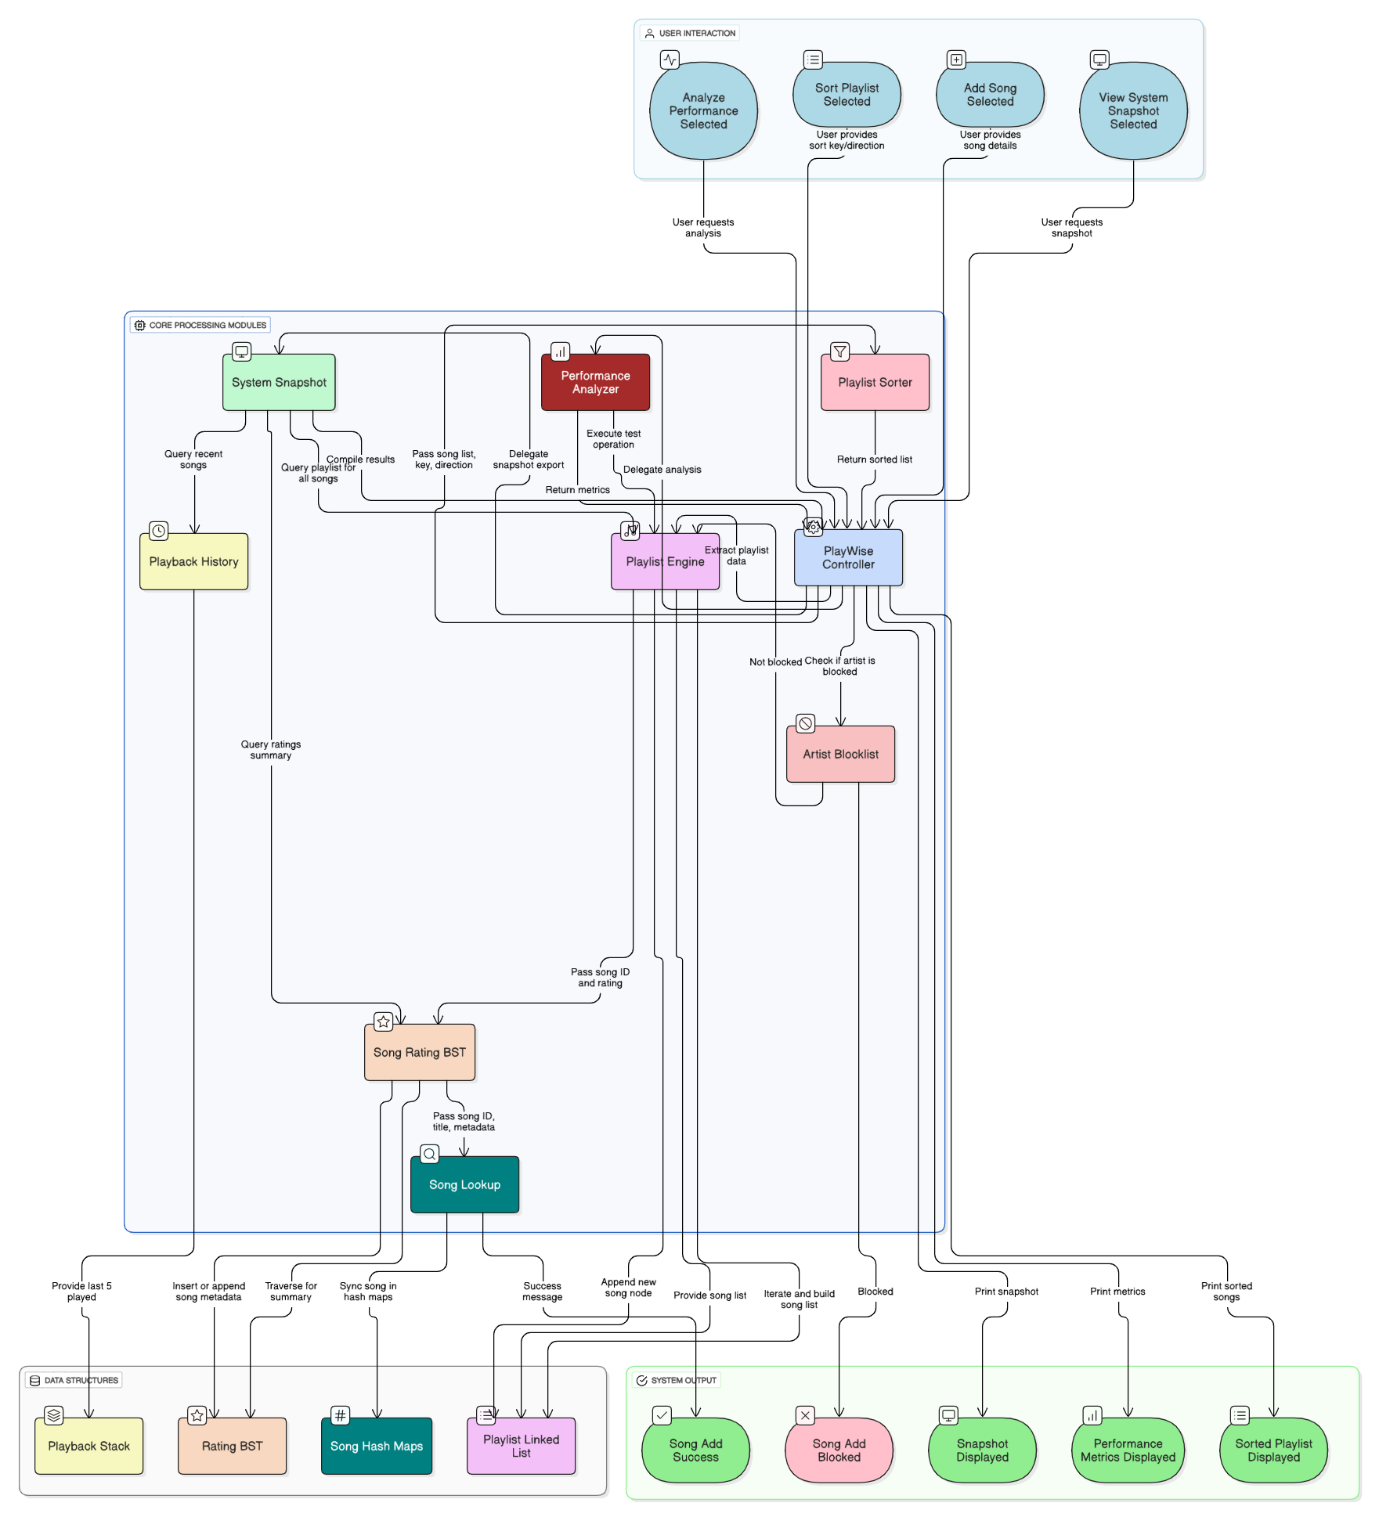 USER INTERACTION
Analyze
Performance
Selected
Sort Playlist
Selected
Add Song
Selected
View System
Snapshot
Selected
User provides
sort key/direction
User provides
song details
User requests
analysis
User requests
snapshot
CORE PROCESSING MODULES
System Snapshot
Performance
Analyzer
Playlist Sorter
Query recent
songs
Query playlist for
all songs
Compile results
Pass song list,
key, direction
Delegate
snapshot export
Execute test
operation
Delegate analysis
Return metrics
Return sorted list
Playback History
Playlist Engine
Extract playlist
data
PlayWise
Controller
Not blocked
Check if artist is
blocked
Query ratings
summary
Artist Blocklist
Pass song ID
and rating
Song Rating BST
Pass song ID,
title, metadata
Song Lookup
Provide last 5
played
Insert or append
song metadata
Traverse for
summary
Sync song in
hash maps
Success
message
Append new
song node
Provide song list
Iterate and build
song list
Blocked
Print snapshot
Print metrics
Print sorted
songs
DATA STRUCTURES
Playback Stack
Rating BST
Song Hash Maps
Playlist Linked
List
SYSTEM OUTPUT
Song Add
Success
Song Add
Blocked
Snapshot
Displayed
Performance
Metrics Displayed
Sorted Playlist
Displayed